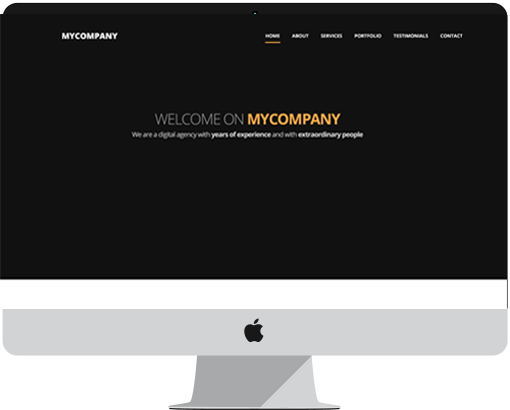 MYCOMPANY
HOME ABOUT SERVICES PORTFOLIO TESTIMONIALS CONTACT
WELCOME ON MYCOMPANY
We are a digital agency with years of experience and with extraordinary people